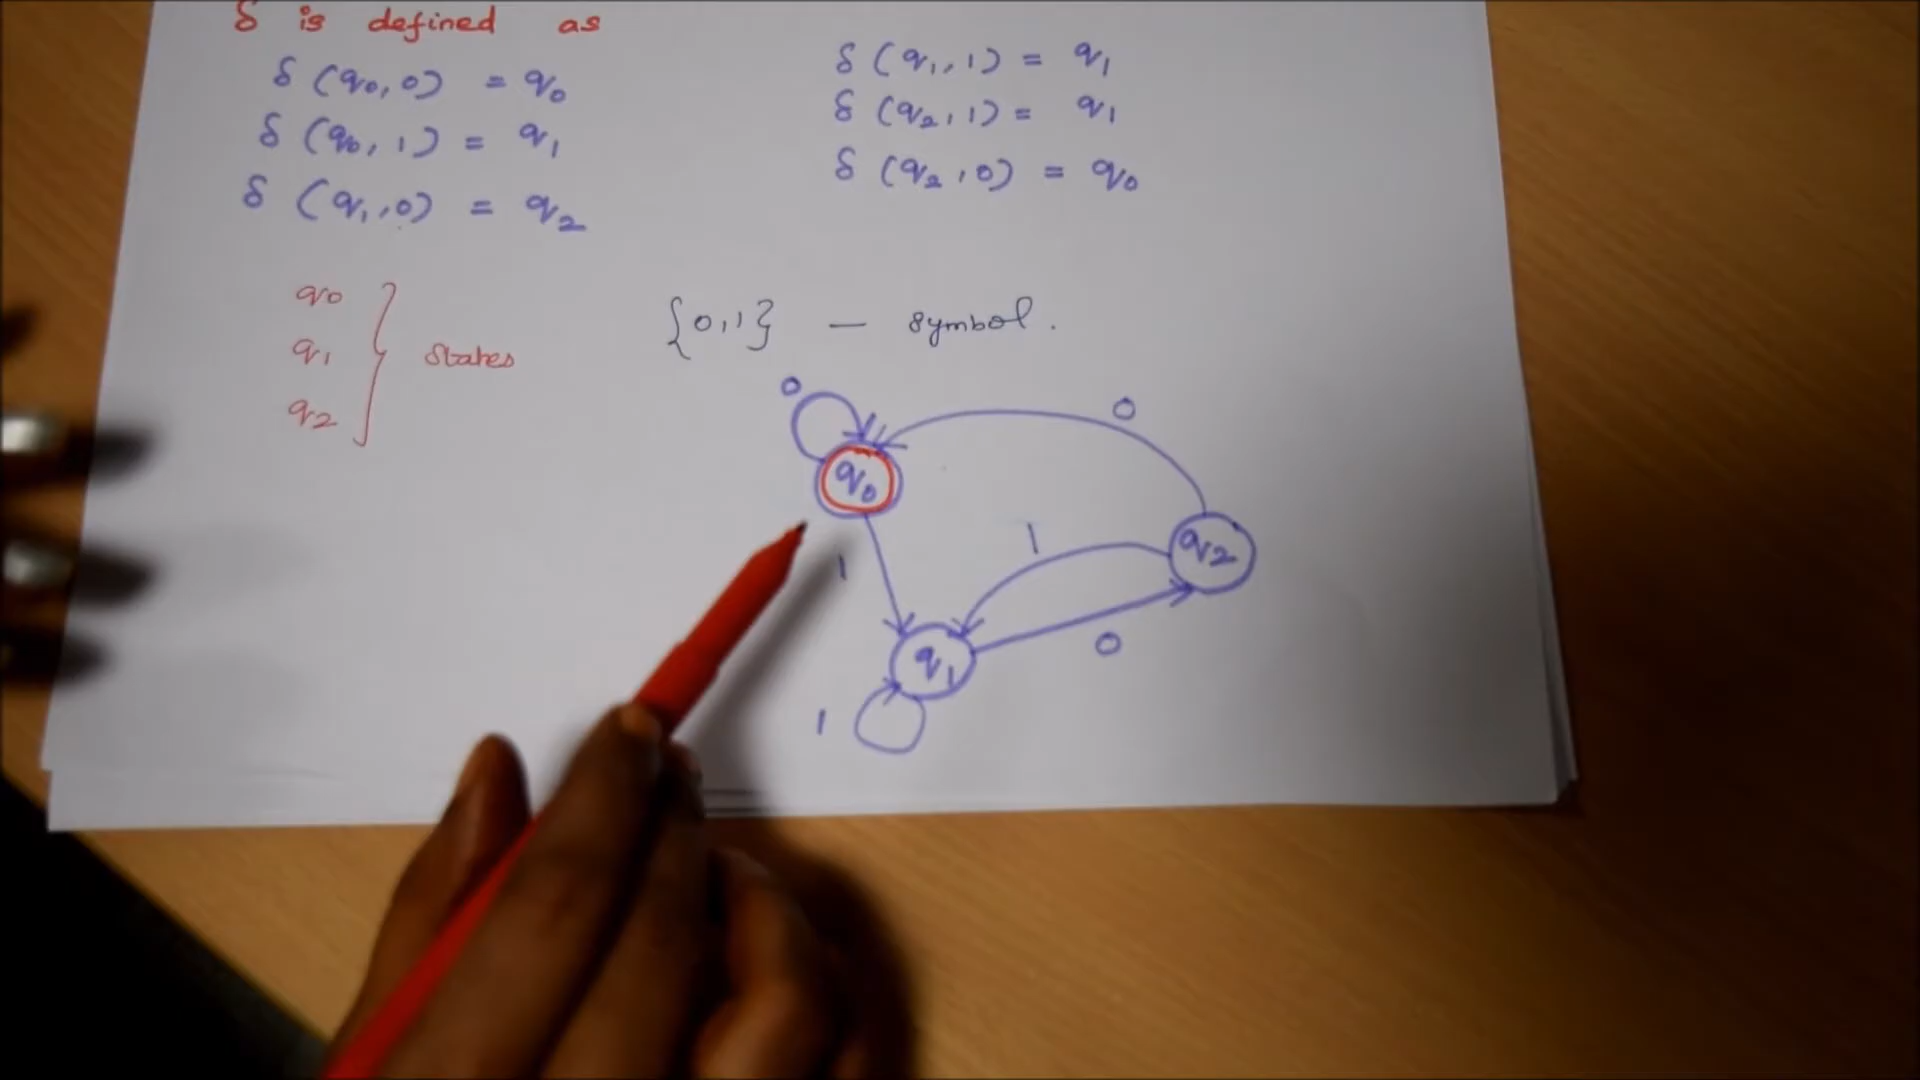 δ is defined as
δ (q0, 0) = q0
δ (q0, 1) = q1
δ (q1, 0) = q2
δ (q1, 1) = q1
δ (q2, 1) = q1
δ (q2, 0) = q0
q0
q1
q2
} states
{0,1} — symbol.
0
0
q0
1
q2
1
q1
0
1